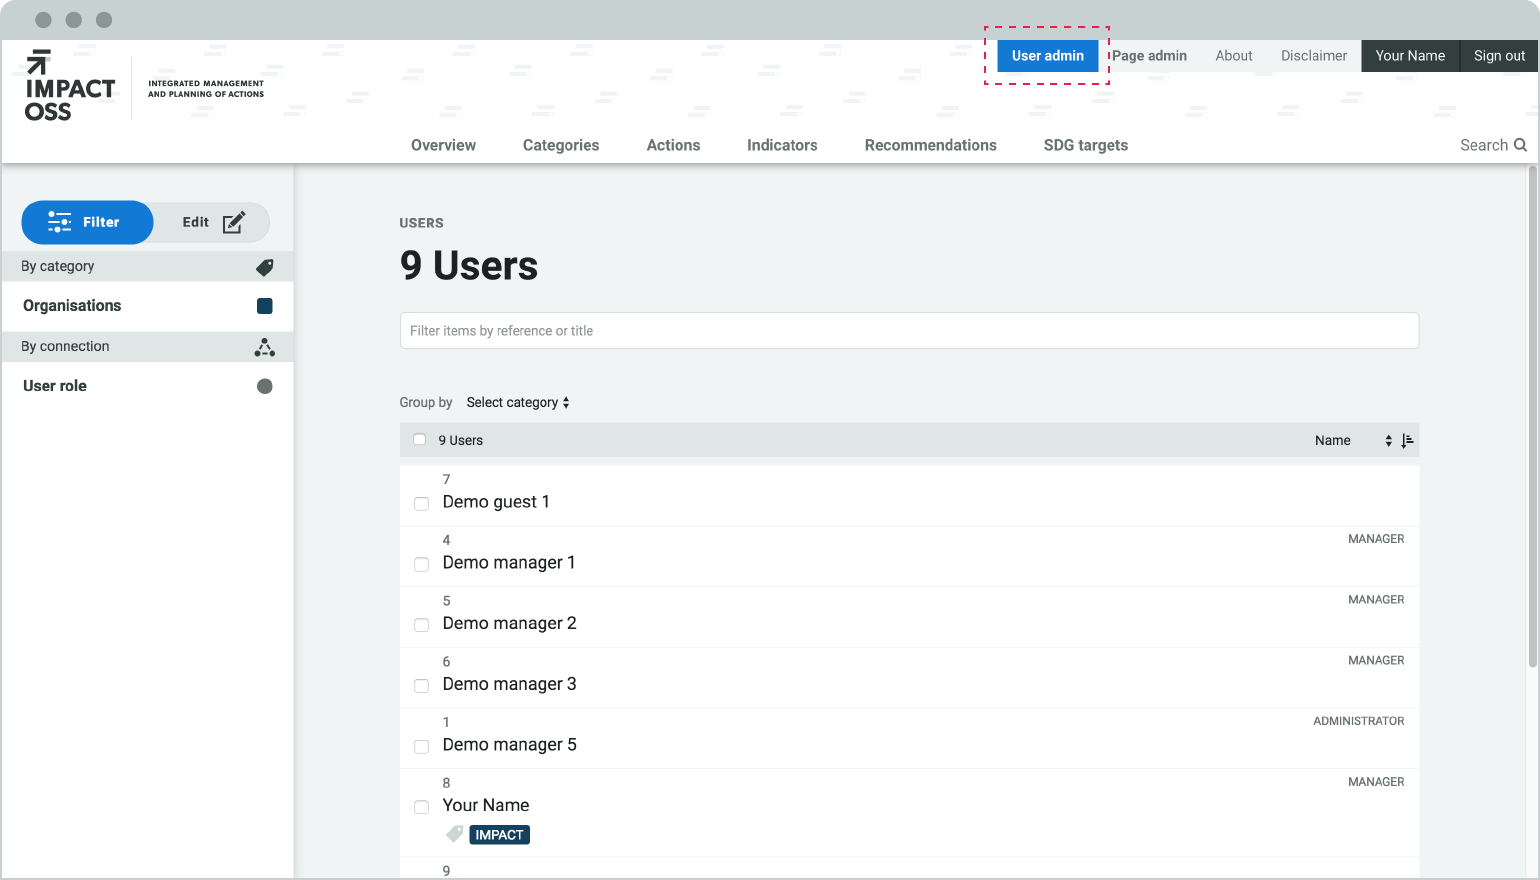 IMPACT
OSS
INTEGRATED MANAGEMENT
AND PLANNING OF ACTIONS
User admin
Page admin
About
Disclaimer
Your Name
Sign out
Overview
Categories
Actions
Indicators
Recommendations
SDG targets
Search
Filter
Edit
By category
Organisations
By connection
User role
USERS
9 Users
Filter items by reference or title
Group by Select category
9 Users
Name
7
Demo guest 1
4
MANAGER
Demo manager 1
5
MANAGER
Demo manager 2
6
MANAGER
Demo manager 3
1
ADMINISTRATOR
Demo manager 5
8
MANAGER
Your Name
IMPACT
9